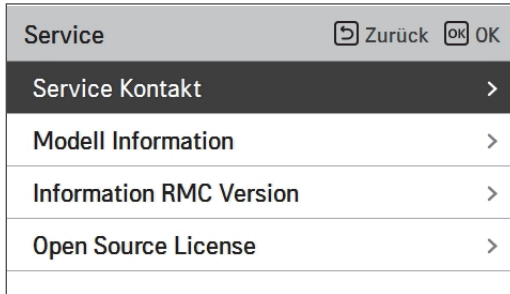 Service Zurück OK OK
Service Kontakt >
Modell Information >
Information RMC Version >
Open Source License >